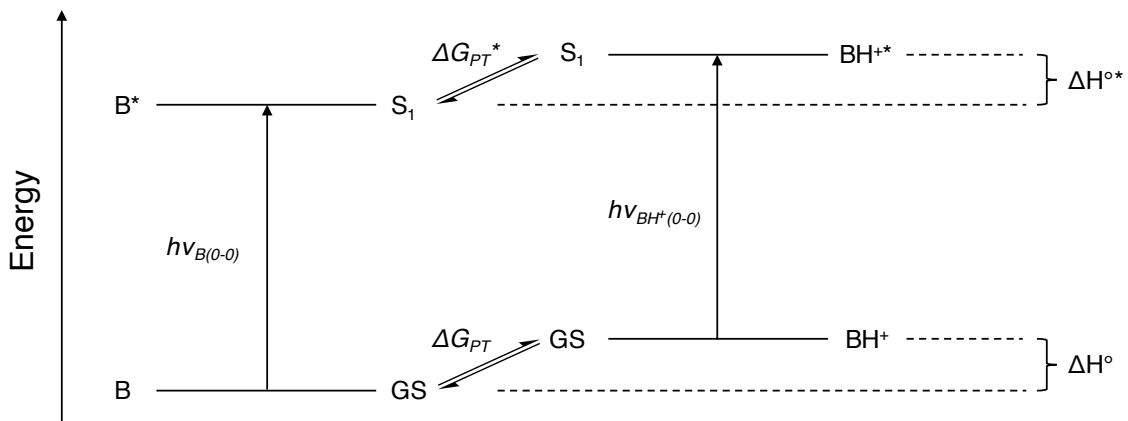 Energy
ΔG_PT*
S₁
BH⁺*
ΔH°*
B*
S₁
hν_B(0-0)
hν_BH⁺(0-0)
ΔG_PT
GS
BH⁺
ΔH°
B
GS